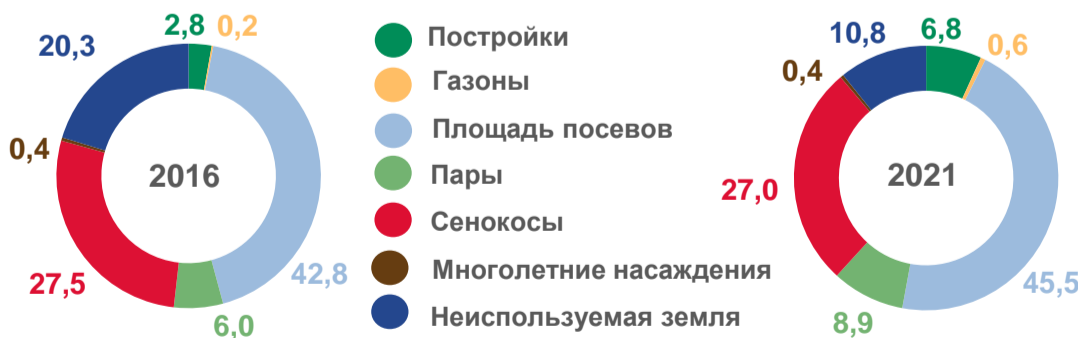 2,8
0,2
20,3
0,4
2016
27,5
6,0
42,8
Постройки
Газоны
Площадь посевов
Пары
Сенокосы
Многолетние насаждения
Неиспользуемая земля
10,8
6,8
0,6
0,4
27,0
2021
8,9
45,5